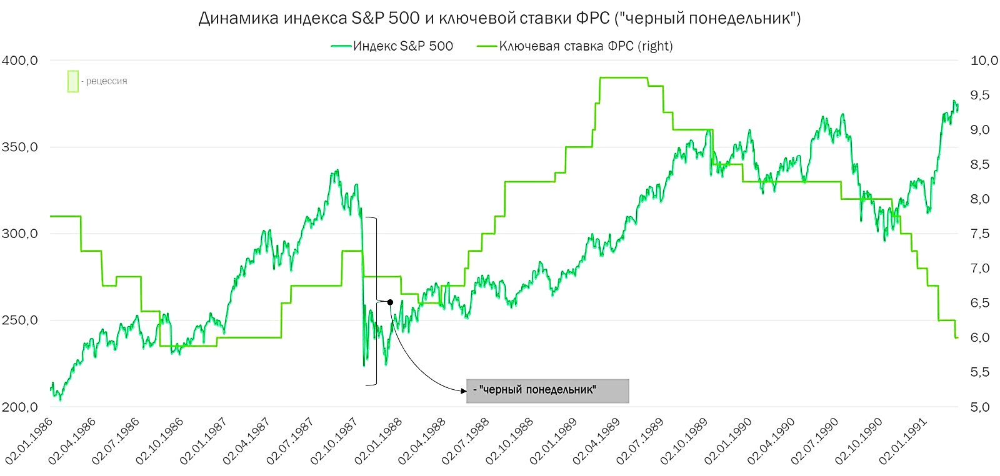 Динамика индекса S&P 500 и ключевой ставки ФРС ("черный понедельник")
Индекс S&P 500 Ключевая ставка ФРС (right)
400,0 10,0
- рецессия
9,5
9,0
350,0
8,5
8,0
300,0 7,5
7,0
6,5
250,0
6,0
5,5
- "черный понедельник"
200,0 5,0
02.01.1986 02.04.1986 02.07.1986 02.10.1986 02.01.1987 02.04.1987 02.07.1987 02.10.1987 02.01.1988 02.04.1988 02.07.1988 02.10.1988 02.01.1989 02.04.1989 02.07.1989 02.10.1989 02.01.1990 02.04.1990 02.07.1990 02.10.1990 02.01.1991